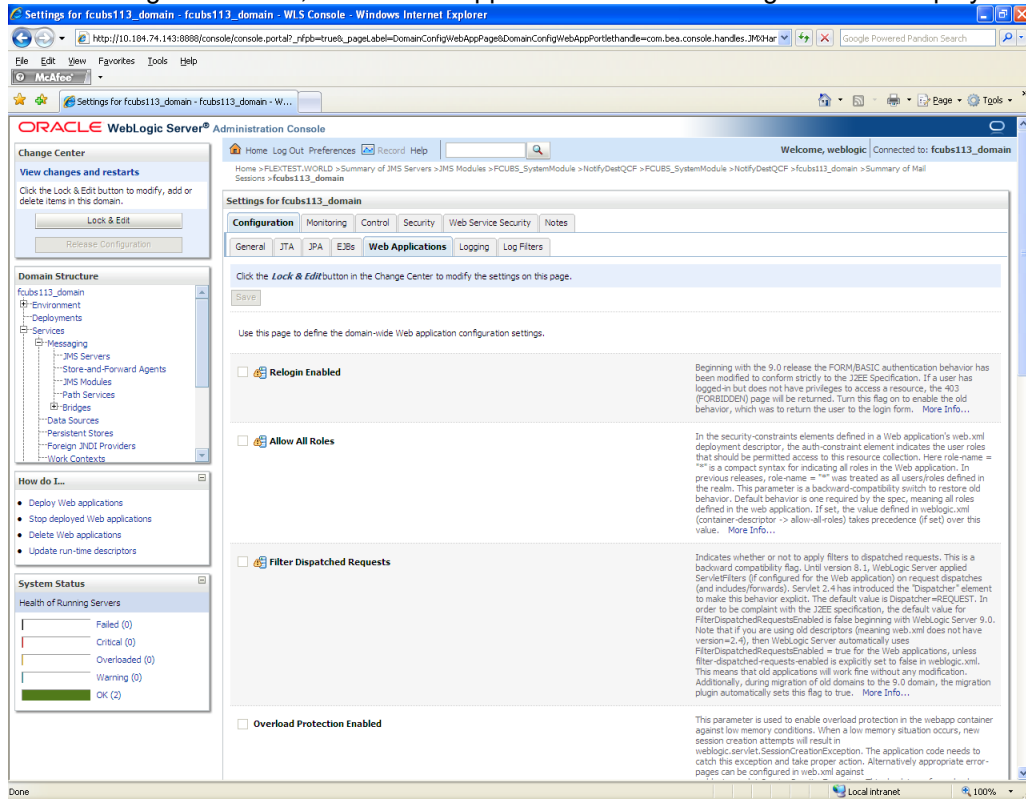 Settings for fcubs113_domain - fcubs113_domain - WLS Console - Windows Internet Explorer
http://10.184.74.143:8888/console/console.portal?_nfpb=true&_pageLabel=DomainConfigWebAppPage&DomainConfigWebAppPortlethandle=com.bea.console.handles.JMXHar
Google Powered Pandion Search
File Edit View Favorites Tools Help
McAfee
Settings for fcubs113_domain - fcubs113_domain - W...
Page Tools
ORACLE WebLogic Server® Administration Console
Change Center
View changes and restarts
Click the Lock & Edit button to modify, add or
delete items in this domain.
Lock & Edit
Release Configuration
Domain Structure
fcubs113_domain
Environment
Deployments
Services
Messaging
JMS Servers
Store-and-Forward Agents
JMS Modules
Path Services
Bridges
Data Sources
Persistent Stores
Foreign JNDI Providers
Work Contexts
How do I...
Deploy Web applications
Stop deployed Web applications
Delete Web applications
Update run-time descriptors
System Status
Health of Running Servers
Failed (0)
Critical (0)
Overloaded (0)
Warning (0)
OK (2)
Home Log Out Preferences Record Help
Welcome, weblogic Connected to: fcubs113_domain
Home >FLEXTEST.WORLD >Summary of JMS Servers >JMS Modules >FCUBS_SystemModule >NotifyDestQCF >FCUBS_SystemModule >NotifyDestQCF >fcubs113_domain >Summary of Mail
Sessions >fcubs113_domain
Settings for fcubs113_domain
Configuration Monitoring Control Security Web Service Security Notes
General JTA JPA EJBs Web Applications Logging Log Filters
Click the Lock & Edit button in the Change Center to modify the settings on this page.
Save
Use this page to define the domain-wide Web application configuration settings.
Relogin Enabled
Beginning with the 9.0 release the FORM/BASIC authentication behavior has
been modified to conform strictly to the J2EE Specification. If a user has
logged-in but does not have privileges to access a resource, the 403
(FORBIDDEN) page will be returned. Turn this flag on to enable the old
behavior, which was to return the user to the login form. More Info...
Allow All Roles
In the security-constraints elements defined in a Web application's web.xml
deployment descriptor, the auth-constraint element indicates the user roles
that should be permitted access to this resource collection. Here role-name =
"*" is a compact syntax for indicating all roles in the Web application. In
previous releases, role-name = "*" was treated as all users/roles defined in
the realm. This parameter is a backward-compatibility switch to restore old
behavior. Default behavior is one required by the spec, meaning all roles
defined in the web application. If set, the value defined in weblogic.xml
(container-descriptor -> allow-all-roles) takes precedence (if set) over this
value. More Info...
Filter Dispatched Requests
Indicates whether or not to apply filters to dispatched requests. This is a
backward compatibility flag. Until version 8.1, WebLogic Server applied
ServletFilters (if configured for the Web application) on request dispatches
(and includes/forwards). Servlet 2.4 has introduced the "Dispatcher" element
to make this behavior explicit. The default value is Dispatcher=REQUEST. In
order to be complaint with the J2EE specification, the default value for
FilterDispatchedRequestsEnabled is false beginning with WebLogic Server 9.0.
Note that if you are using old descriptors (meaning web.xml does not have
version=2.4), then WebLogic Server automatically uses
FilterDispatchedRequestsEnabled = true for the Web applications, unless
filter-dispatched-requests-enabled is explicitly set to false in weblogic.xml.
This means that old applications will work fine without any modification.
Additionally, during migration of old domains to the 9.0 domain, the migration
plugin automatically sets this flag to true. More Info...
Overload Protection Enabled
This parameter is used to enable overload protection in the webapp container
against low memory conditions. When a low memory situation occurs, new
session creation attempts will result in
weblogic.servlet.SessionCreationException. The application code needs to
catch this exception and take proper action. Alternatively appropriate error-
pages can be configured in web.xml against
Done
Local intranet
100%